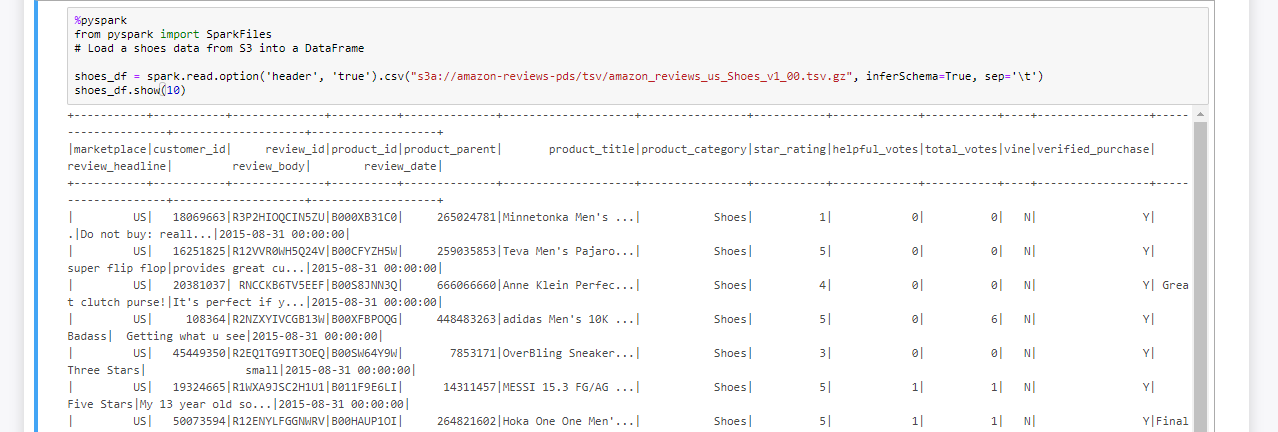 %pyspark
from pyspark import SparkFiles
# Load a shoes data from S3 into a DataFrame
shoes_df = spark.read.option('header', 'true').csv("s3a://amazon-reviews-pds/tsv/amazon_reviews_us_Shoes_v1_00.tsv.gz", inferSchema=True, sep='\t')
shoes_df.show(10)
+-----------+-----------+--------------+----------+--------------+--------------------+----------------+-----------+-------------+-----------+----+-----------------+-----
---------------+--------------------+-------------------+
|marketplace|customer_id|     review_id|product_id|product_parent|       product_title|product_category|star_rating|helpful_votes|total_votes|vine|verified_purchase|
review_headline|         review_body|        review_date|
+-----------+-----------+--------------+----------+--------------+--------------------+----------------+-----------+-------------+-----------+----+-----------------+-----
---------------+--------------------+-------------------+
|         US|   18069663|R3P2HIOQCIN5ZU|B000XB31C0|     265024781|Minnetonka Men's ...|           Shoes|          1|            0|          0|   N|                Y|
.|Do not buy: reall...|2015-08-31 00:00:00|
|         US|   16251825|R12VVR0WH5Q24V|B00CFYZH5W|     259035853|Teva Men's Pajaro...|           Shoes|          5|            0|          0|   N|                Y|
super flip flop|provides great cu...|2015-08-31 00:00:00|
|         US|   20381037| RNCCKB6TV5EEF|B00S8JNN3Q|     666066660|Anne Klein Perfec...|           Shoes|          4|            0|          0|   N|                Y| Grea
t clutch purse!|It's perfect if y...|2015-08-31 00:00:00|
|         US|     108364|R2NZXYIVCGB13W|B00XFBPOQG|     448483263|adidas Men's 10K ...|           Shoes|          5|            0|          6|   N|                Y|
Badass|  Getting what u see|2015-08-31 00:00:00|
|         US|   45449350|R2EQ1TG9IT3OEQ|B00SW64Y9W|       7853171|OverBling Sneaker...|           Shoes|          3|            0|          0|   N|                Y|
Three Stars|               small|2015-08-31 00:00:00|
|         US|   19324665|R1WXA9JSC2H1U1|B011F9E6LI|      14311457|MESSI 15.3 FG/AG ...|           Shoes|          5|            1|          1|   N|                Y|
Five Stars|My 13 year old so...|2015-08-31 00:00:00|
|         US|   50073594|R12ENYLFGGNWRV|B00HAUP1OI|     264821602|Hoka One One Men'...|           Shoes|          5|            1|          1|   N|                Y|Final